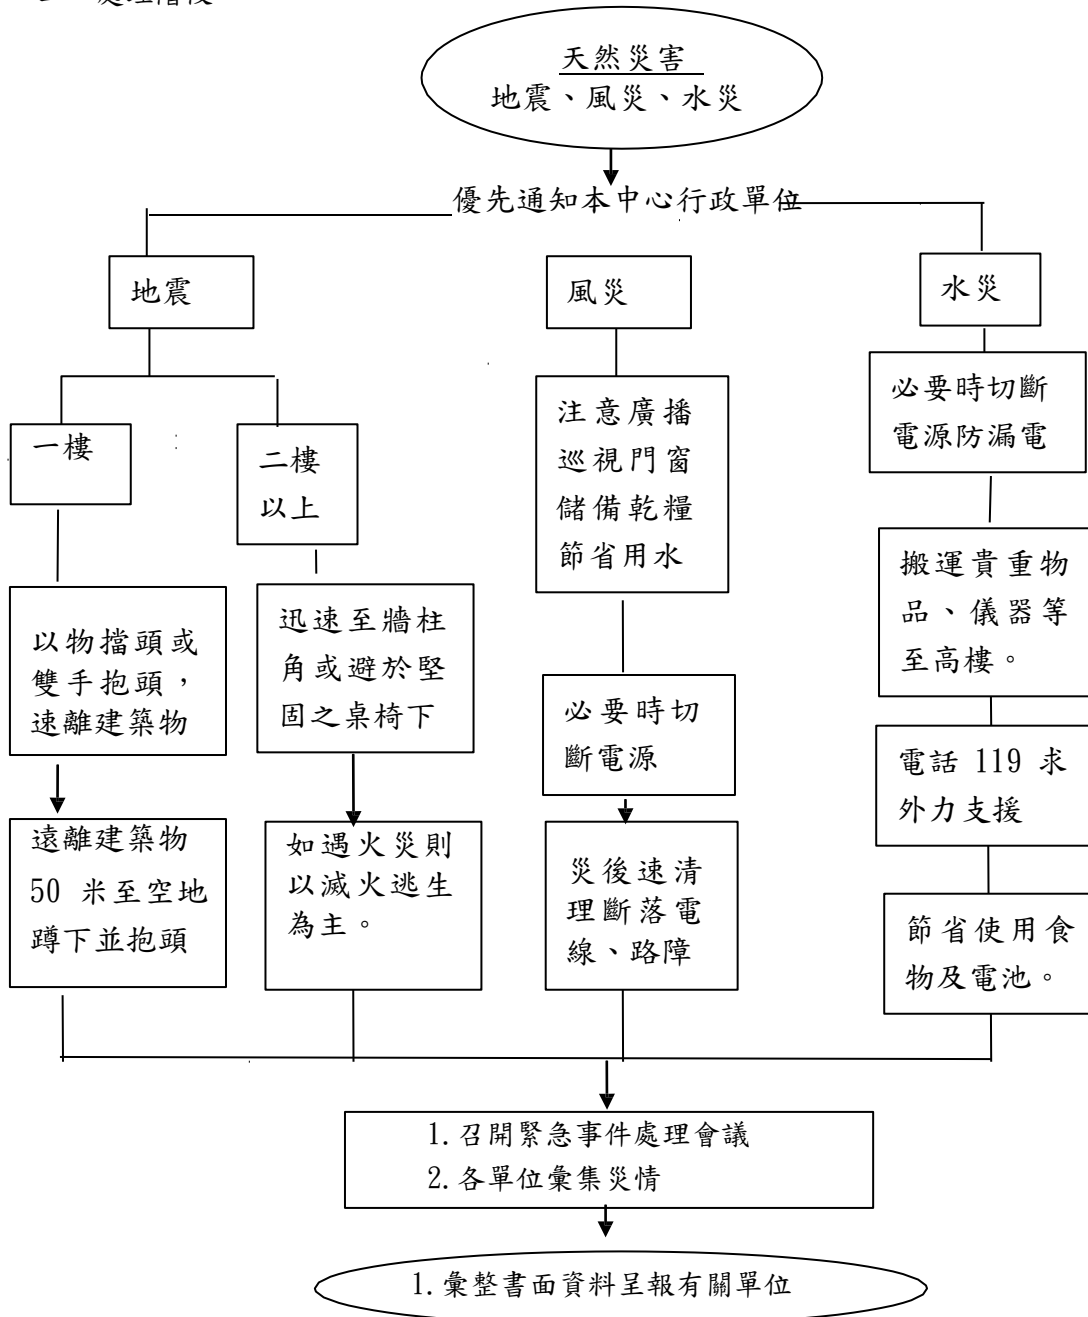 處理階段
天然災害
地震、風災、水災
優先通知本中心行政單位
地震
風災
水災
一樓
二樓
以上
以物擋頭或
雙手抱頭，
速離建築物
遠離建築物
50 米至空地
蹲下並抱頭
迅速至牆柱
角或避於堅
固之桌椅下
如遇火災則
以滅火逃生
為主。
注意廣播
巡視門窗
儲備乾糧
節省用水
必要時切
斷電源
災後速清
理斷落電
線、路障
必要時切斷
電源防漏電
搬運貴重物
品、儀器等
至高樓。
電話 119 求
外力支援
節省使用食
物及電池。
1.召開緊急事件處理會議
2.各單位彙集災情
1.彙整書面資料呈報有關單位